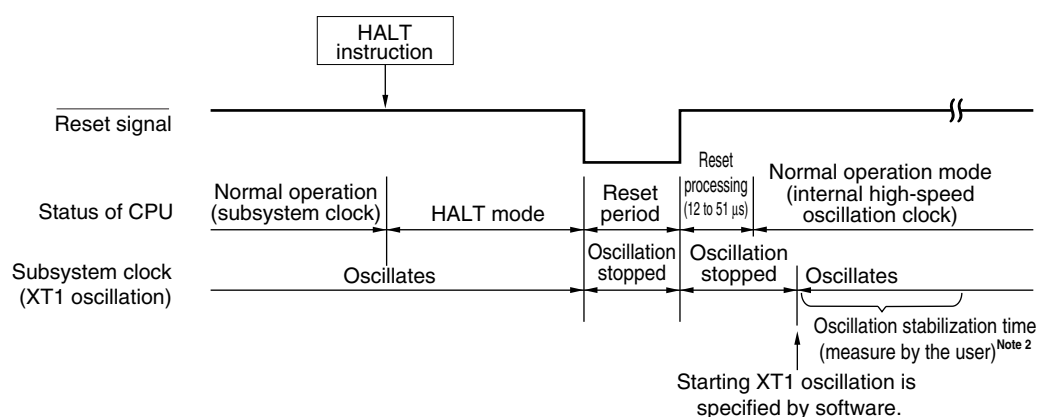 HALT
instruction
Reset signal
Status of CPU
Normal operation
(subsystem clock)
HALT mode
Reset
period
Reset
processing
(12 to 51 μs)
Normal operation mode
(internal high-speed
oscillation clock)
Subsystem clock
(XT1 oscillation)
Oscillates
Oscillation
stopped
Oscillation
stopped
Oscillates
Oscillation stabilization time
(measure by the user)Note 2
Starting XT1 oscillation is
specified by software.